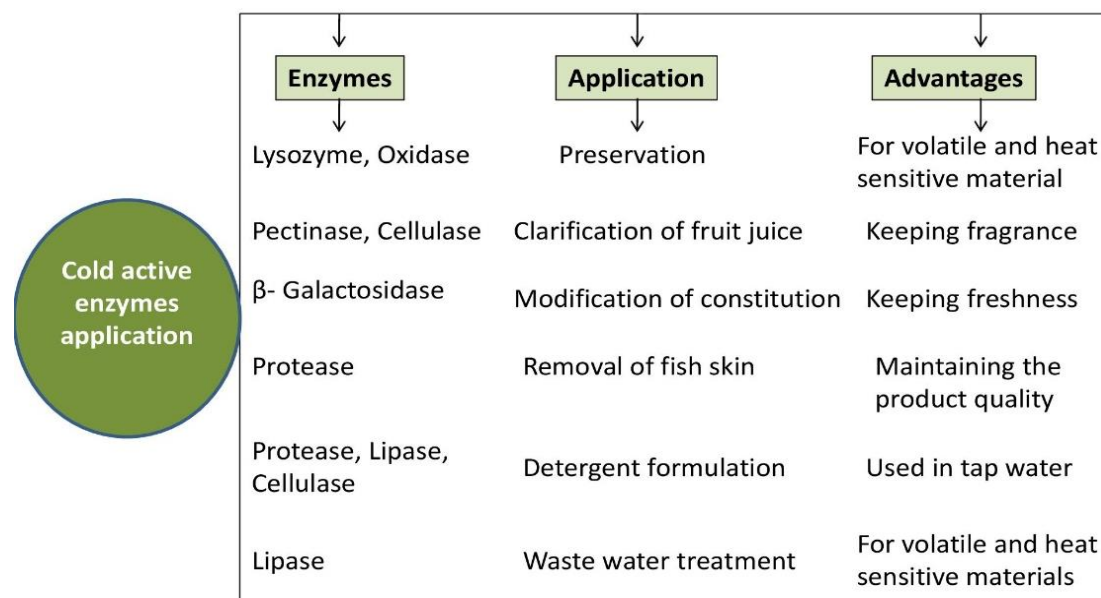 Enzymes
Application
Advantages
Lysozyme, Oxidase
Preservation
For volatile and heat
sensitive material
Pectinase, Cellulase
Clarification of fruit juice
Keeping fragrance
Cold active
enzymes
application
β- Galactosidase
Modification of constitution
Keeping freshness
Protease
Removal of fish skin
Maintaining the
product quality
Protease, Lipase,
Cellulase
Detergent formulation
Used in tap water
Lipase
Waste water treatment
For volatile and heat
sensitive materials